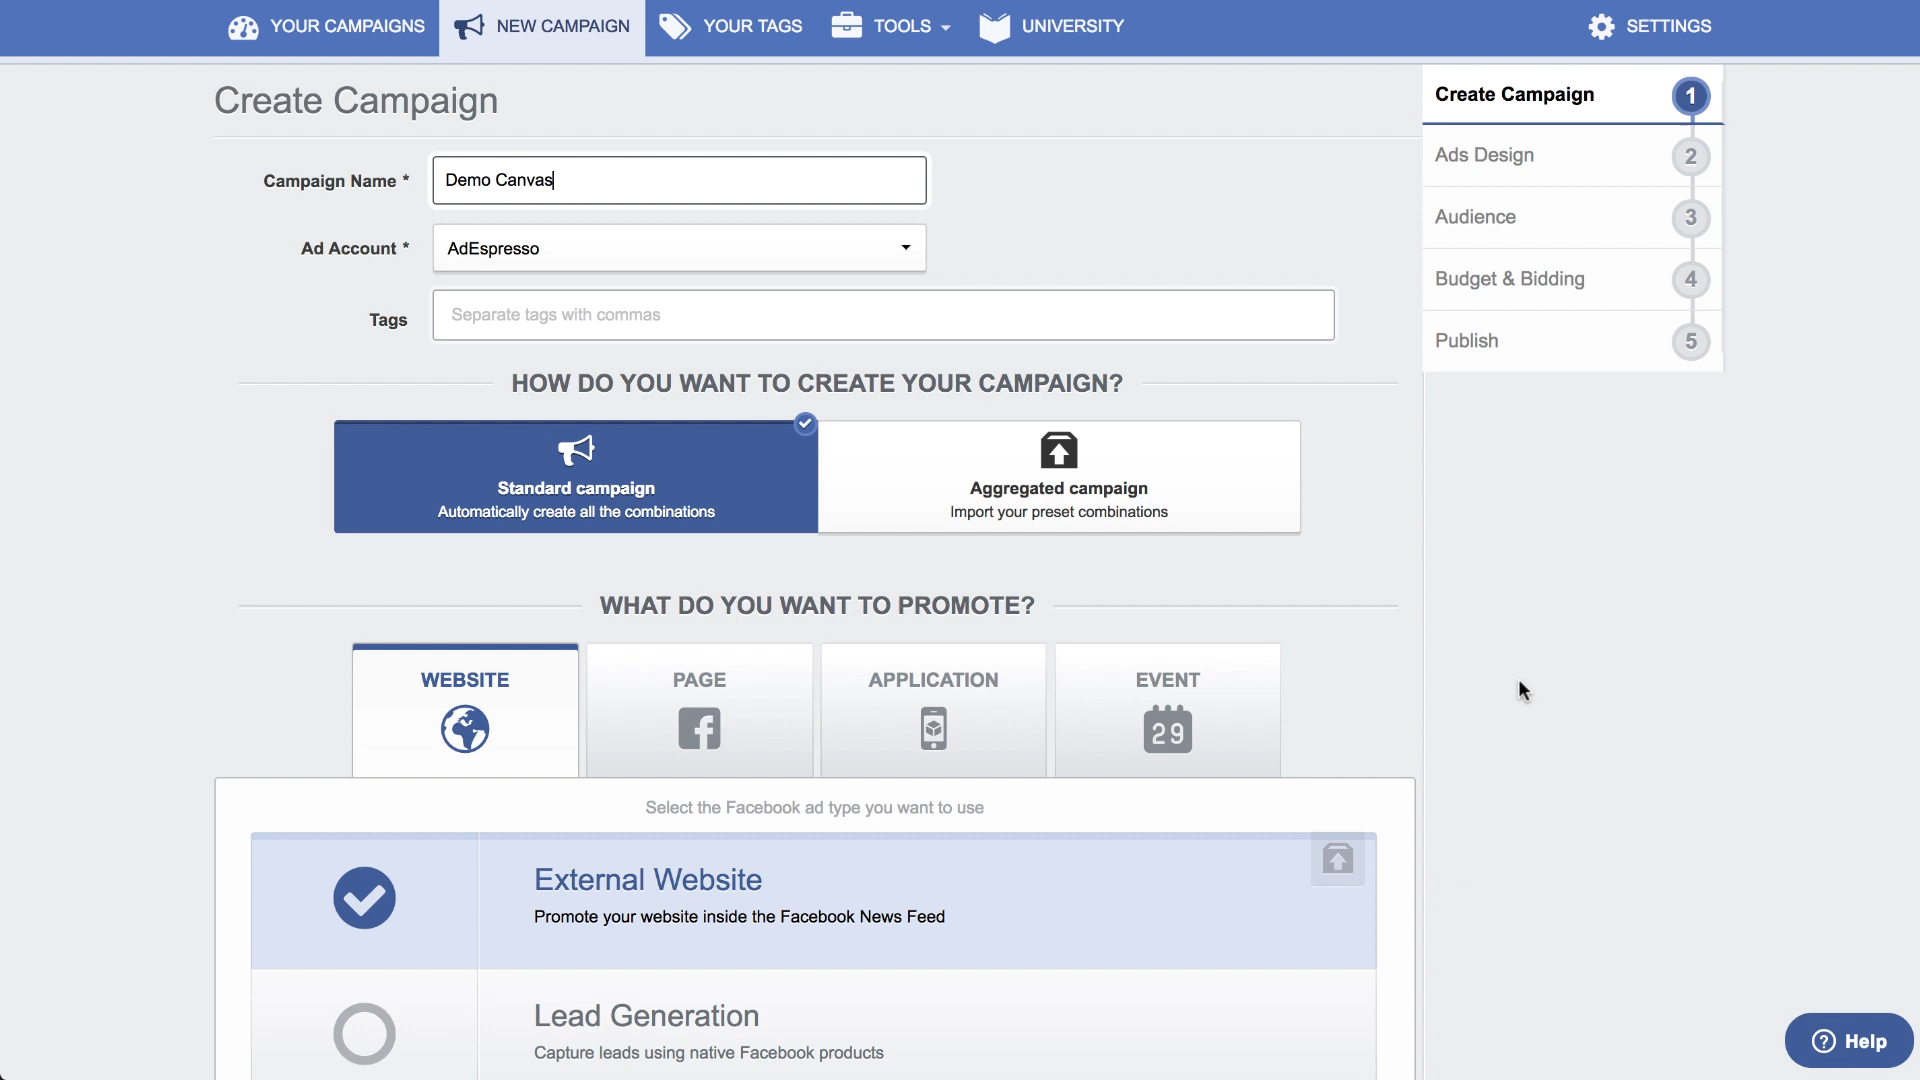 YOUR CAMPAIGNS NEW CAMPAIGN YOUR TAGS TOOLS UNIVERSITY SETTINGS
Create Campaign
Campaign Name * Demo Canvas
Ad Account * AdEspresso
Tags Separate tags with commas
HOW DO YOU WANT TO CREATE YOUR CAMPAIGN?
Standard campaign
Automatically create all the combinations
Aggregated campaign
Import your preset combinations
WHAT DO YOU WANT TO PROMOTE?
WEBSITE PAGE APPLICATION EVENT
29
Select the Facebook ad type you want to use
External Website
Promote your website inside the Facebook News Feed
Lead Generation
Capture leads using native Facebook products
Create Campaign 1
Ads Design 2
Audience 3
Budget & Bidding 4
Publish 5
? Help